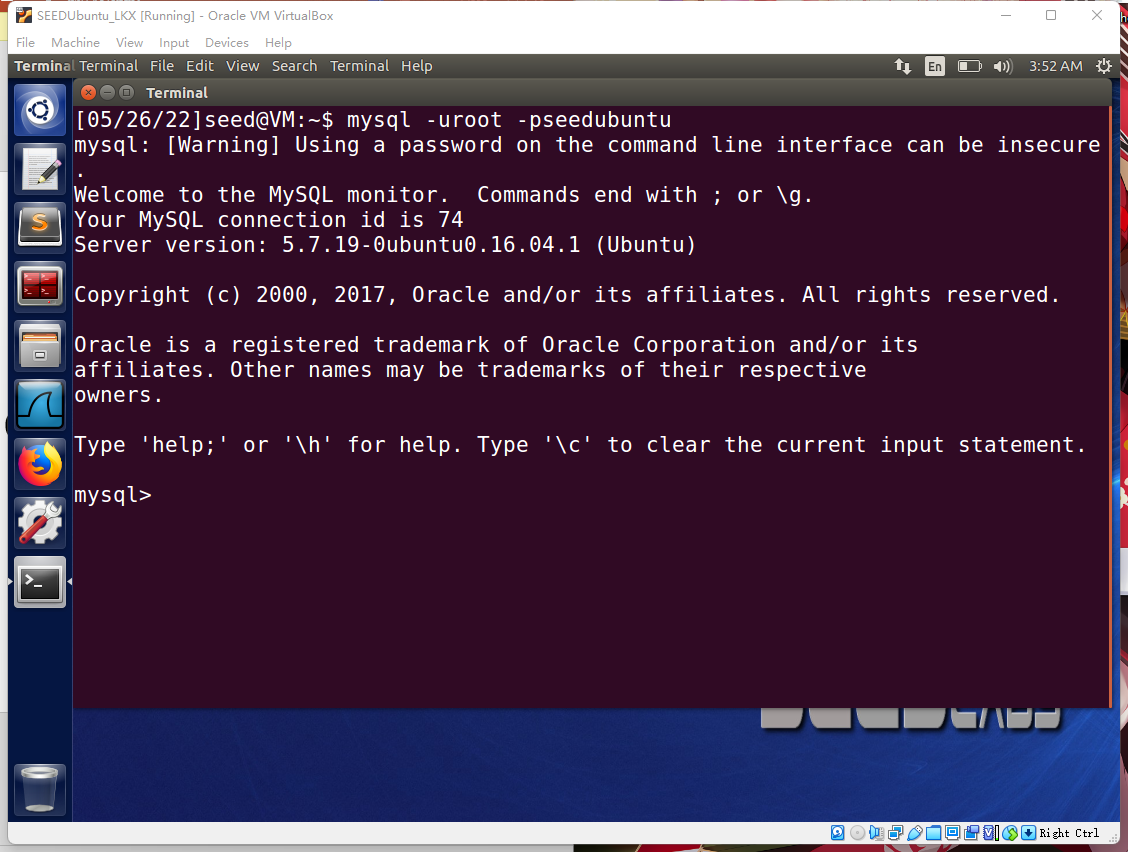 SEEDUbuntu_LKX [Running] - Oracle VM VirtualBox
File Machine View Input Devices Help
Terminal Terminal File Edit View Search Terminal Help En 3:52 AM
Terminal
[05/26/22]seed@VM:~$ mysql -uroot -pseedubuntu
mysql: [Warning] Using a password on the command line interface can be insecure
.
Welcome to the MySQL monitor.  Commands end with ; or \g.
Your MySQL connection id is 74
Server version: 5.7.19-0ubuntu0.16.04.1 (Ubuntu)
Copyright (c) 2000, 2017, Oracle and/or its affiliates. All rights reserved.
Oracle is a registered trademark of Oracle Corporation and/or its
affiliates. Other names may be trademarks of their respective
owners.
Type 'help;' or '\h' for help. Type '\c' to clear the current input statement.
mysql>
Right Ctrl